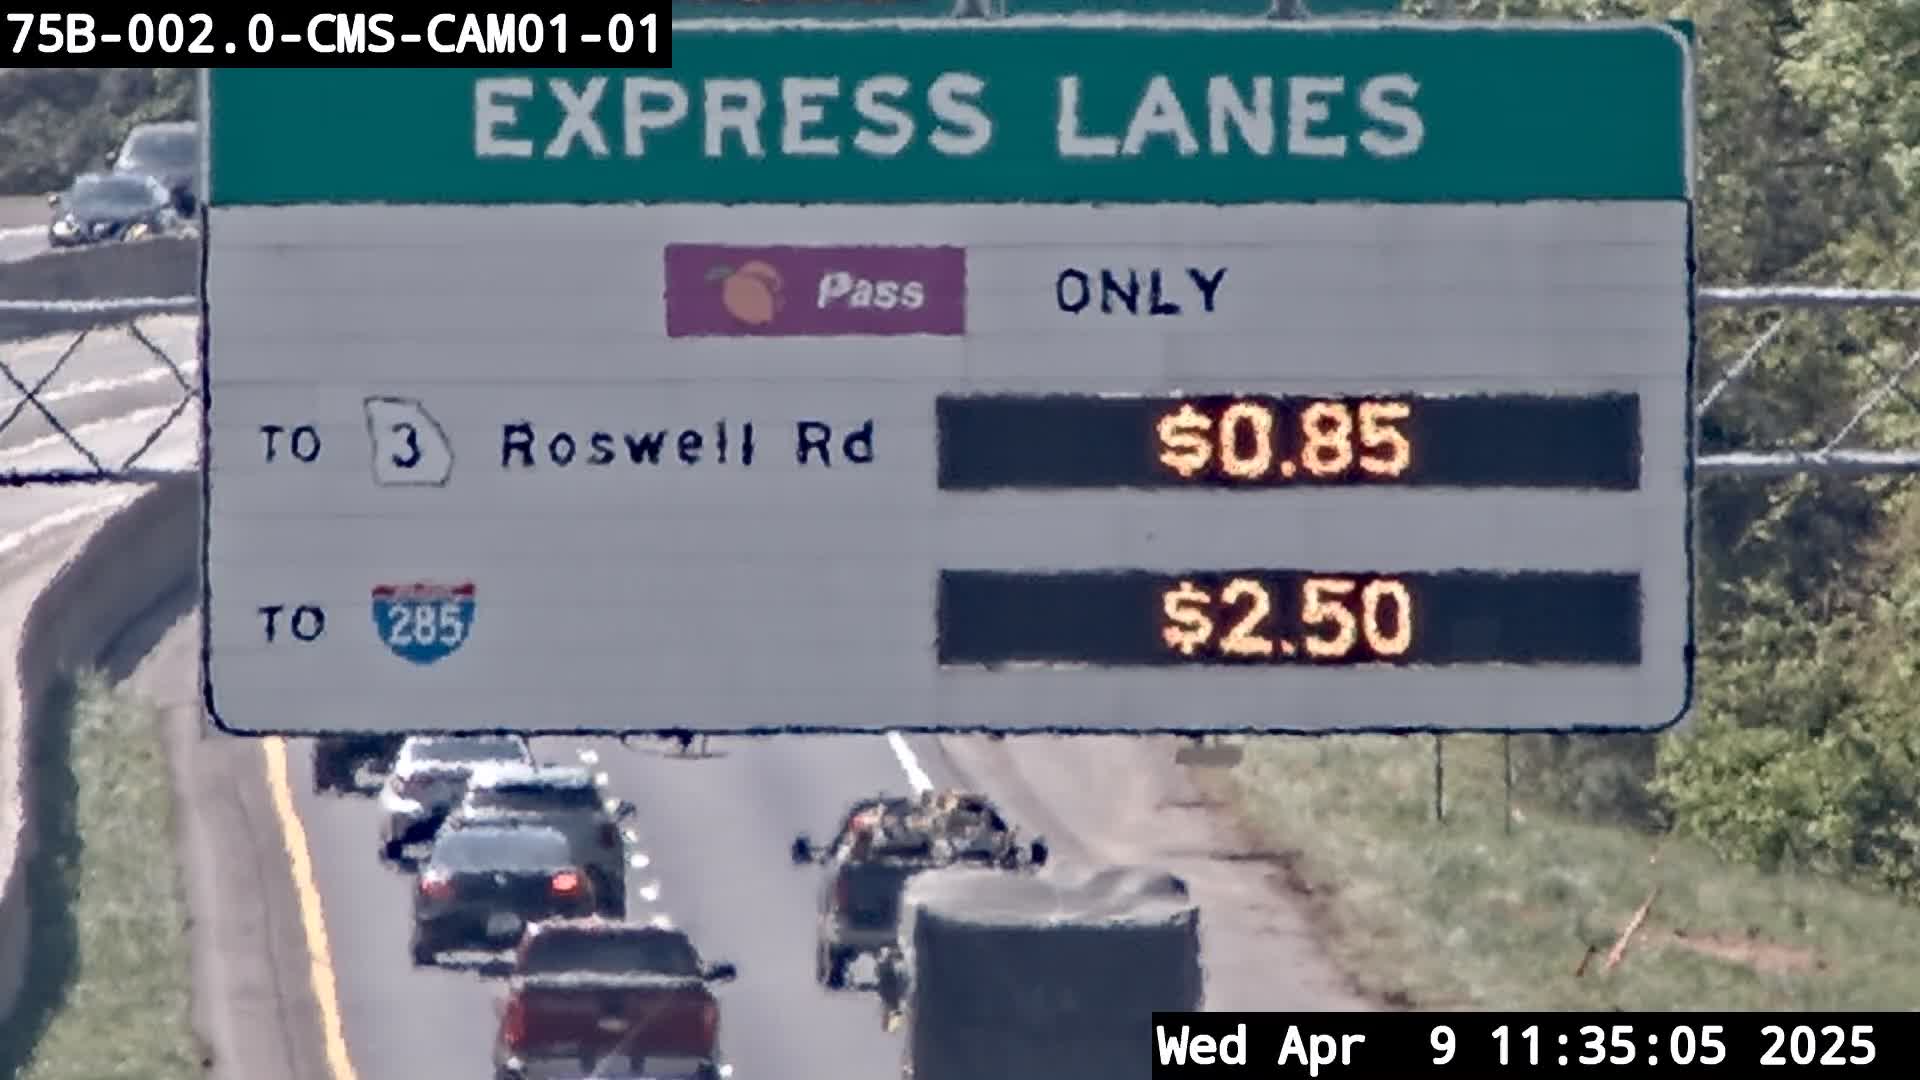 75B-002.0-CMS-CAM01-01
EXPRESS LANES
Pass ONLY
TO 3 Roswell Rd $0.85
TO 285 $2.50
Wed Apr 9 11:35:05 2025